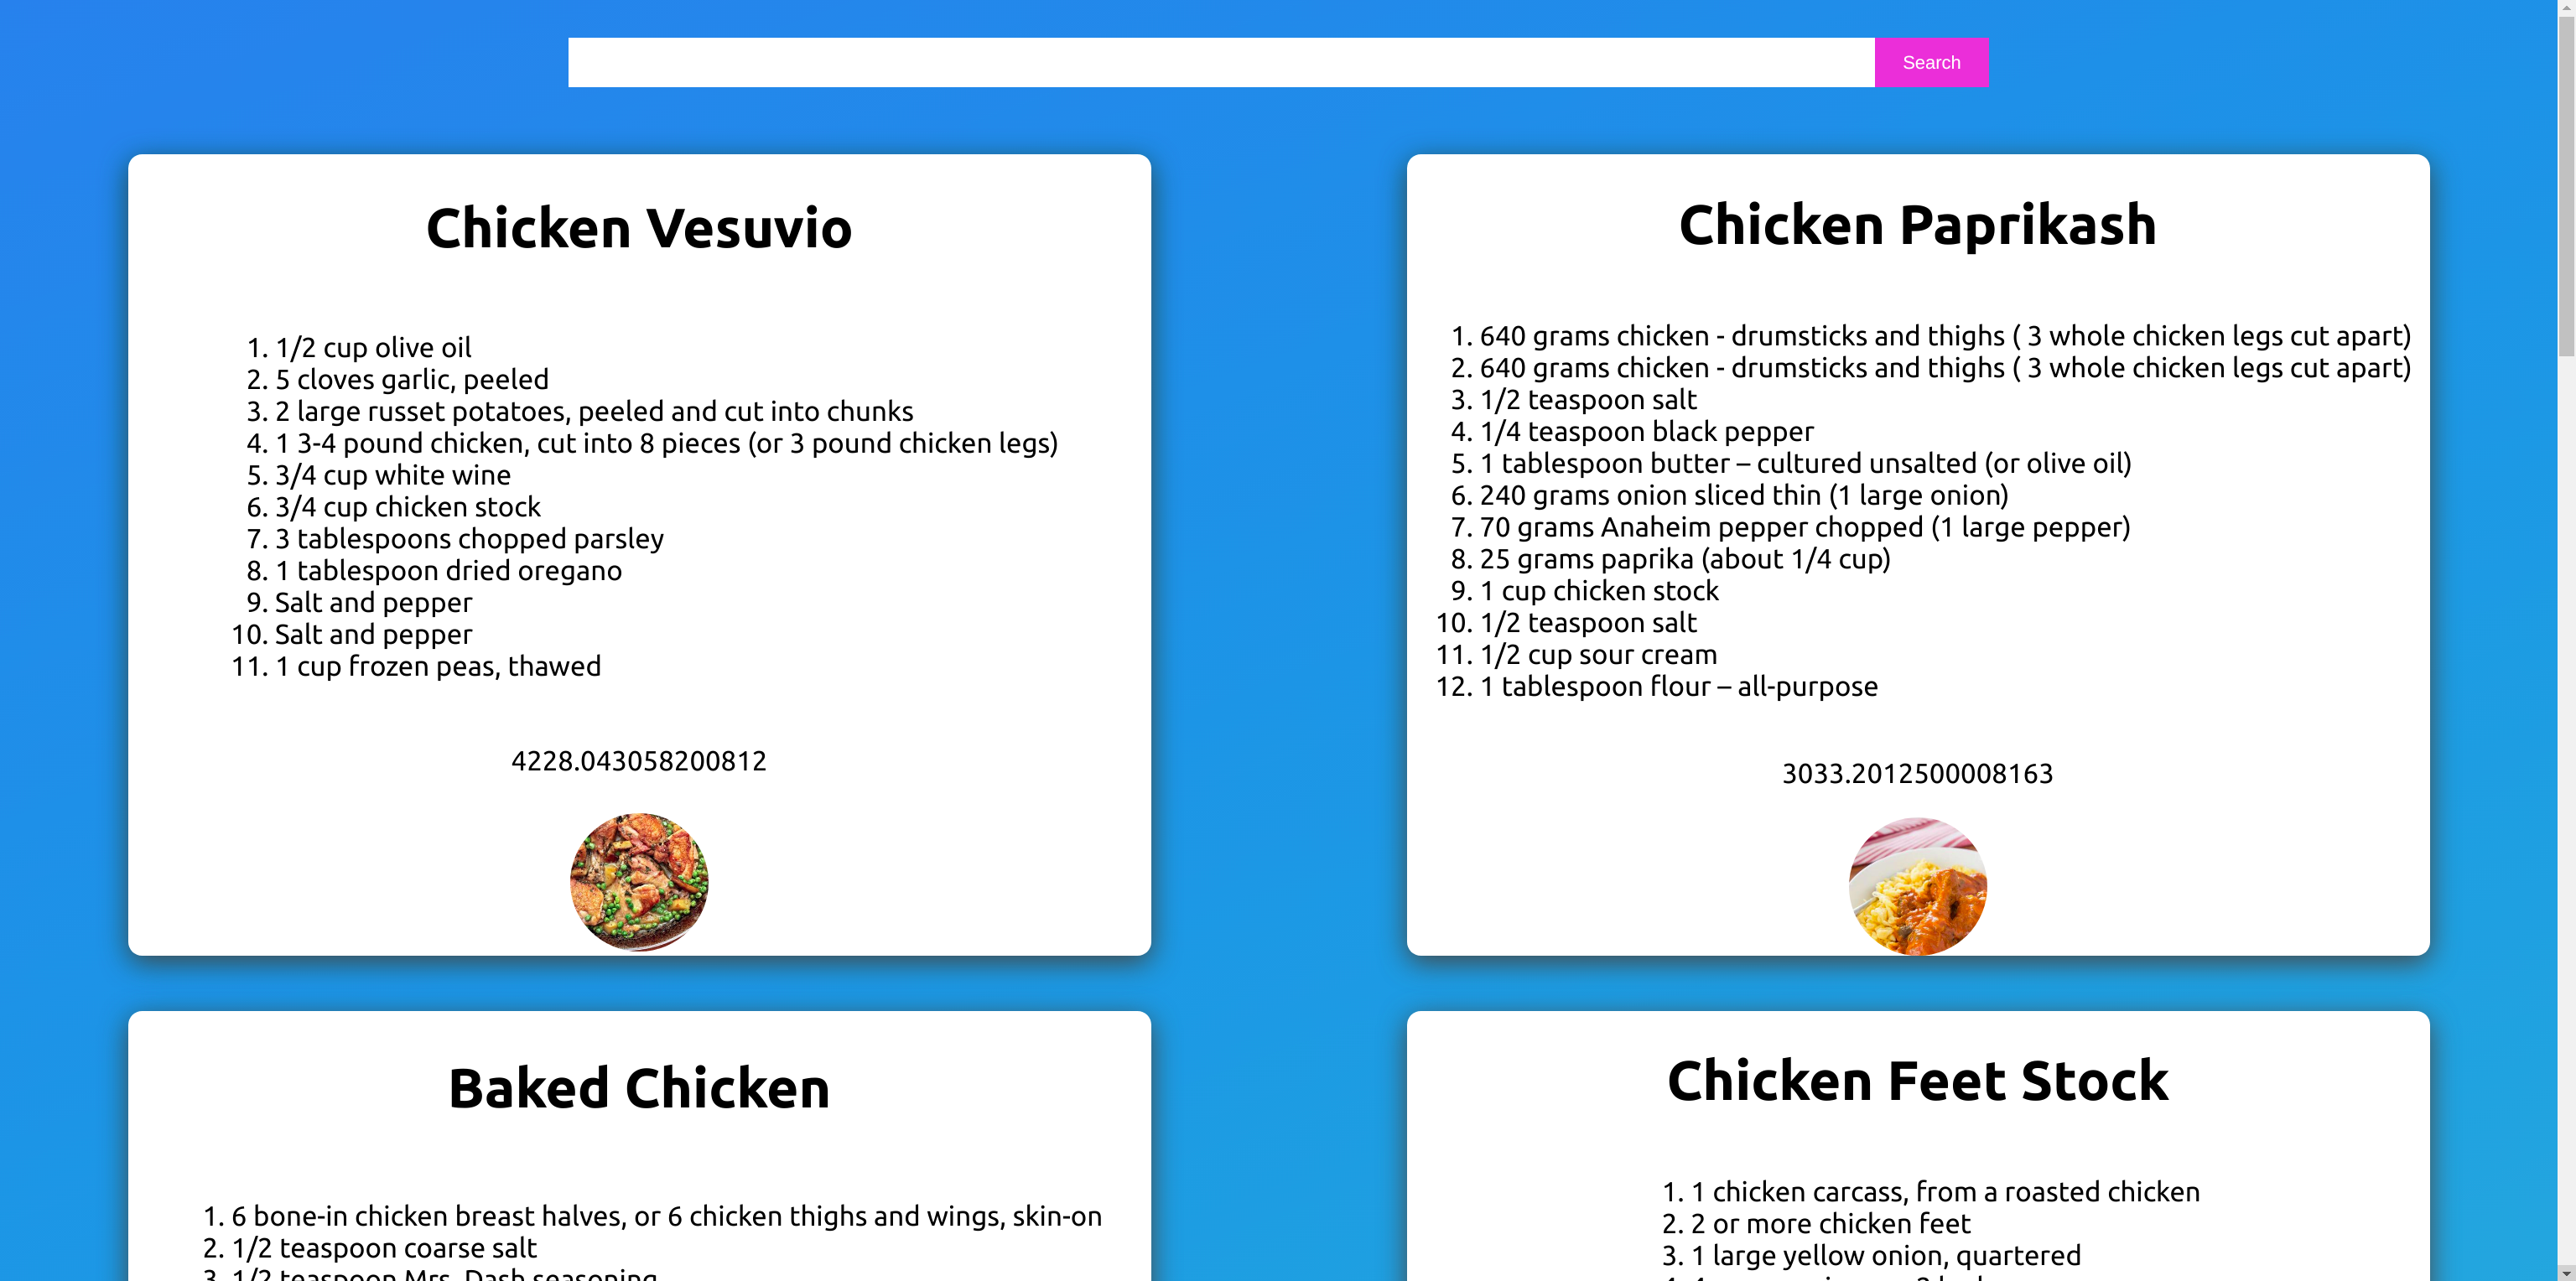 Search
Chicken Vesuvio
1. 1/2 cup olive oil
2. 5 cloves garlic, peeled
3. 2 large russet potatoes, peeled and cut into chunks
4. 1 3-4 pound chicken, cut into 8 pieces (or 3 pound chicken legs)
5. 3/4 cup white wine
6. 3/4 cup chicken stock
7. 3 tablespoons chopped parsley
8. 1 tablespoon dried oregano
9. Salt and pepper
10. Salt and pepper
11. 1 cup frozen peas, thawed
4228.043058200812
Chicken Paprikash
1. 640 grams chicken - drumsticks and thighs ( 3 whole chicken legs cut apart)
2. 640 grams chicken - drumsticks and thighs ( 3 whole chicken legs cut apart)
3. 1/2 teaspoon salt
4. 1/4 teaspoon black pepper
5. 1 tablespoon butter – cultured unsalted (or olive oil)
6. 240 grams onion sliced thin (1 large onion)
7. 70 grams Anaheim pepper chopped (1 large pepper)
8. 25 grams paprika (about 1/4 cup)
9. 1 cup chicken stock
10. 1/2 teaspoon salt
11. 1/2 cup sour cream
12. 1 tablespoon flour – all-purpose
3033.2012500008163
Baked Chicken
1. 6 bone-in chicken breast halves, or 6 chicken thighs and wings, skin-on
2. 1/2 teaspoon coarse salt
3. 1/2 teaspoon Mrs. Dash seasoning
Chicken Feet Stock
1. 1 chicken carcass, from a roasted chicken
2. 2 or more chicken feet
3. 1 large yellow onion, quartered